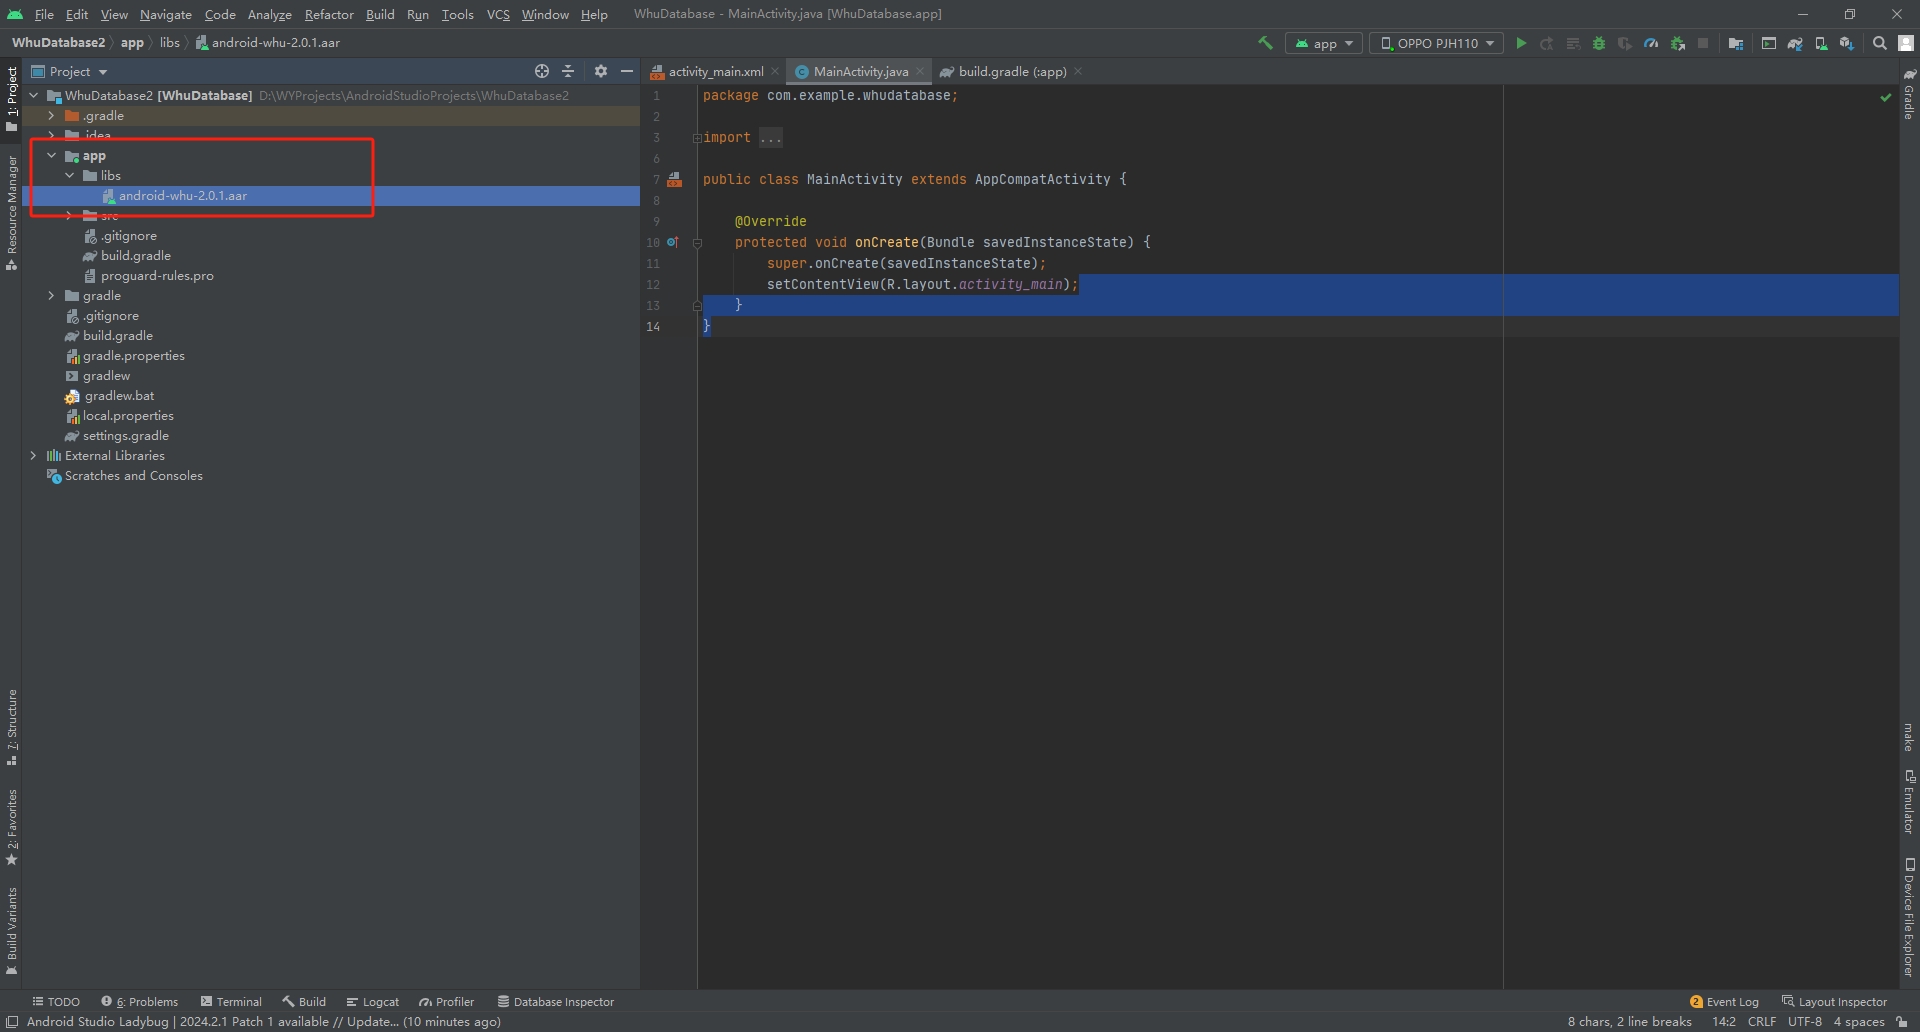 File Edit View Navigate Code Analyze Refactor Build Run Tools VCS Window Help WhuDatabase - MainActivity.java [WhuDatabase.app]
WhuDatabase2 app libs android-whu-2.0.1.aar app OPPO PJH110
Project
activity_main.xml MainActivity.java build.gradle (:app)
WhuDatabase2 [WhuDatabase] D:\WYProjects\AndroidStudioProjects\WhuDatabase2
.gradle
.idea
app
libs
android-whu-2.0.1.aar
src
.gitignore
build.gradle
proguard-rules.pro
gradle
.gitignore
build.gradle
gradle.properties
gradlew
gradlew.bat
local.properties
settings.gradle
External Libraries
Scratches and Consoles
1 package com.example.whudatabase;
2
3 import ...
6
7 public class MainActivity extends AppCompatActivity {
8
9 @Override
10 protected void onCreate(Bundle savedInstanceState) {
11 super.onCreate(savedInstanceState);
12 setContentView(R.layout.activity_main);
13 }
14 }
1: Project
Resource Manager
7: Structure
2: Favorites
Build Variants
Gradle
make
Emulator
Device File Explorer
TODO 6: Problems Terminal Build Logcat Profiler Database Inspector 2 Event Log Layout Inspector
Android Studio Ladybug | 2024.2.1 Patch 1 available // Update... (10 minutes ago) 8 chars, 2 line breaks 14:2 CRLF UTF-8 4 spaces